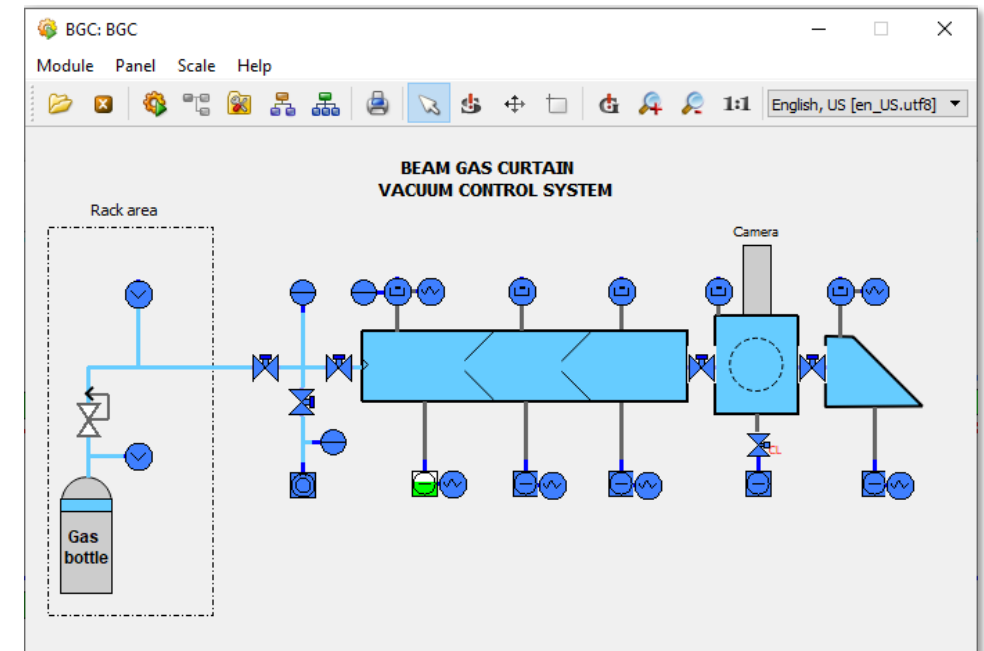 BGC: BGC
Module Panel Scale Help
1:1 English, US [en_US.utf8]
BEAM GAS CURTAIN
VACUUM CONTROL SYSTEM
Rack area
Camera
CL
Gas
bottle